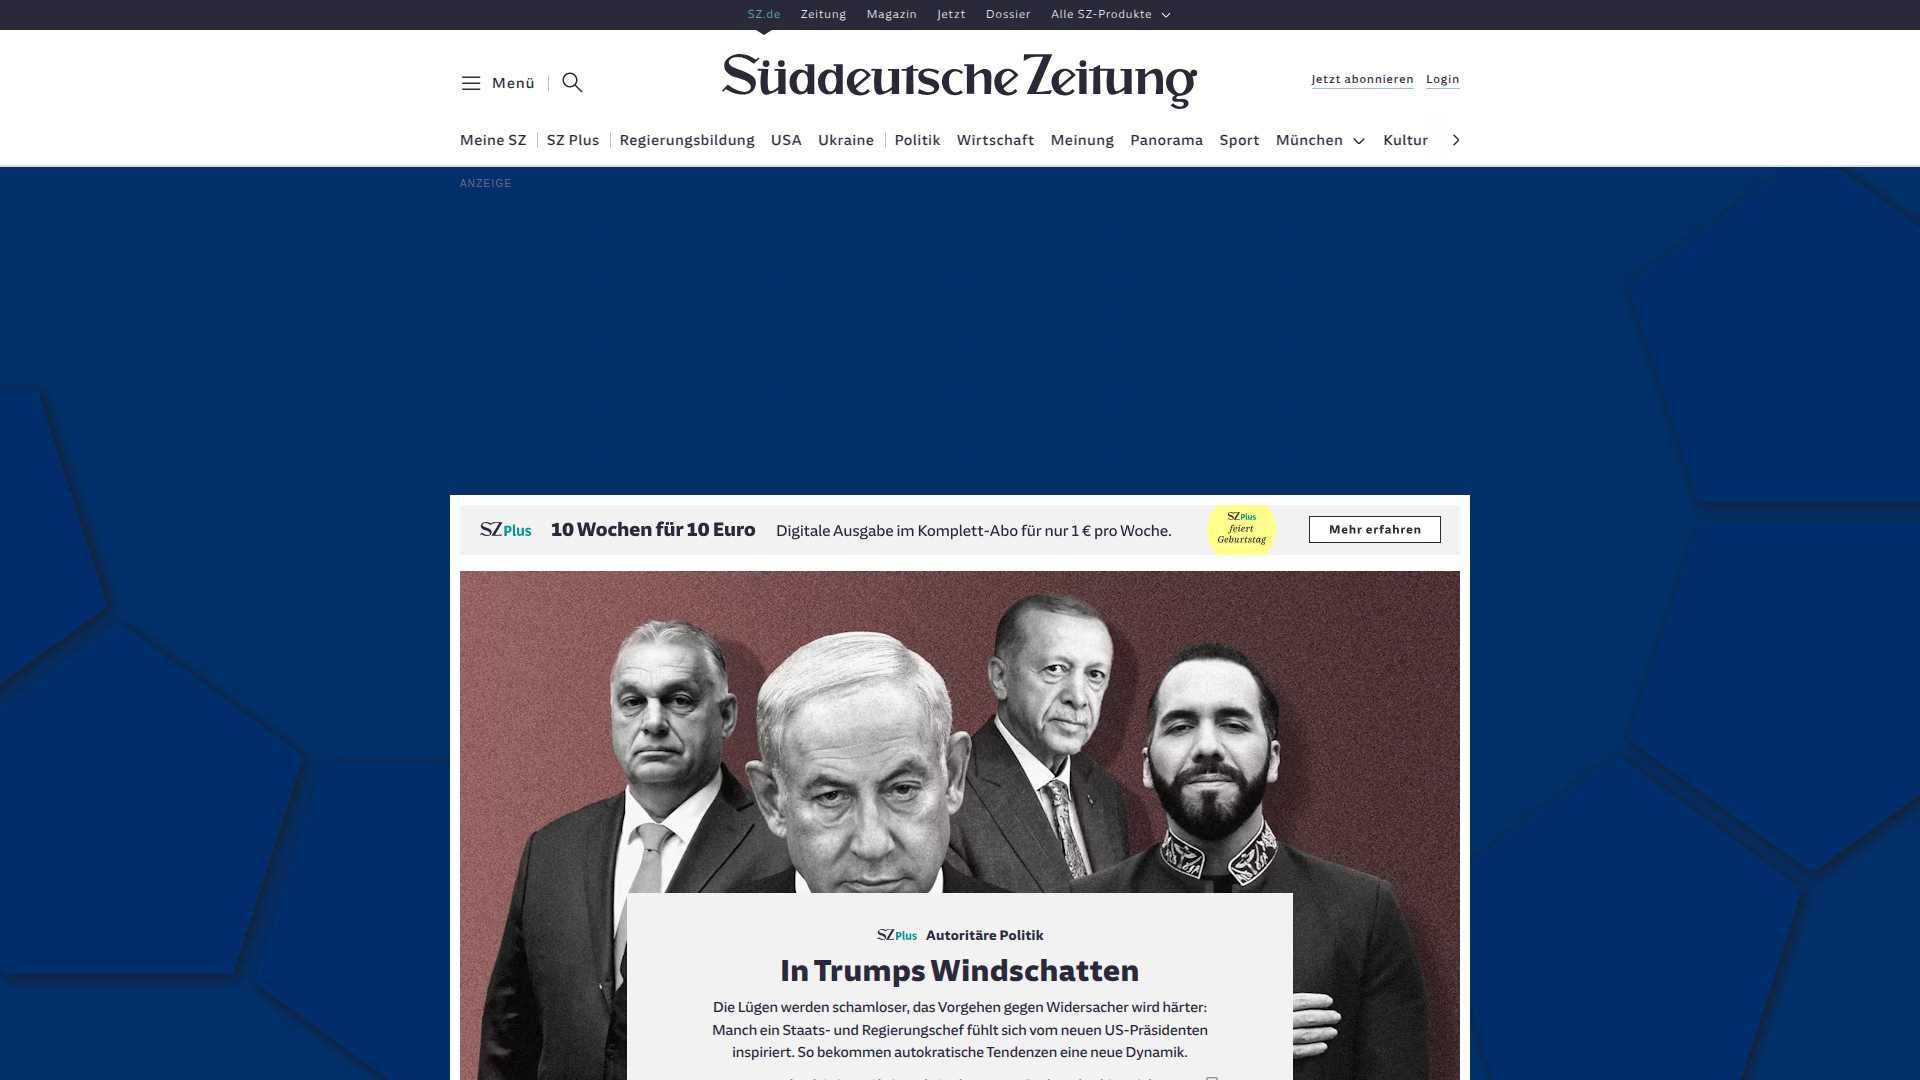 SZ.de Zeitung Magazin Jetzt Dossier Alle SZ-Produkte
Menü
Süddeutsche Zeitung
Jetzt abonnieren Login
Meine SZ SZ Plus Regierungsbildung USA Ukraine Politik Wirtschaft Meinung Panorama Sport München Kultur
ANZEIGE
SZ Plus 10 Wochen für 10 Euro Digitale Ausgabe im Komplett-Abo für nur 1 € pro Woche.
SZ Plus
feiert
Geburtstag
Mehr erfahren
SZ Plus Autoritäre Politik
In Trumps Windschatten
Die Lügen werden schamloser, das Vorgehen gegen Widersacher wird härter:
Manch ein Staats- und Regierungschef fühlt sich vom neuen US-Präsidenten
inspiriert. So bekommen autokratische Tendenzen eine neue Dynamik.